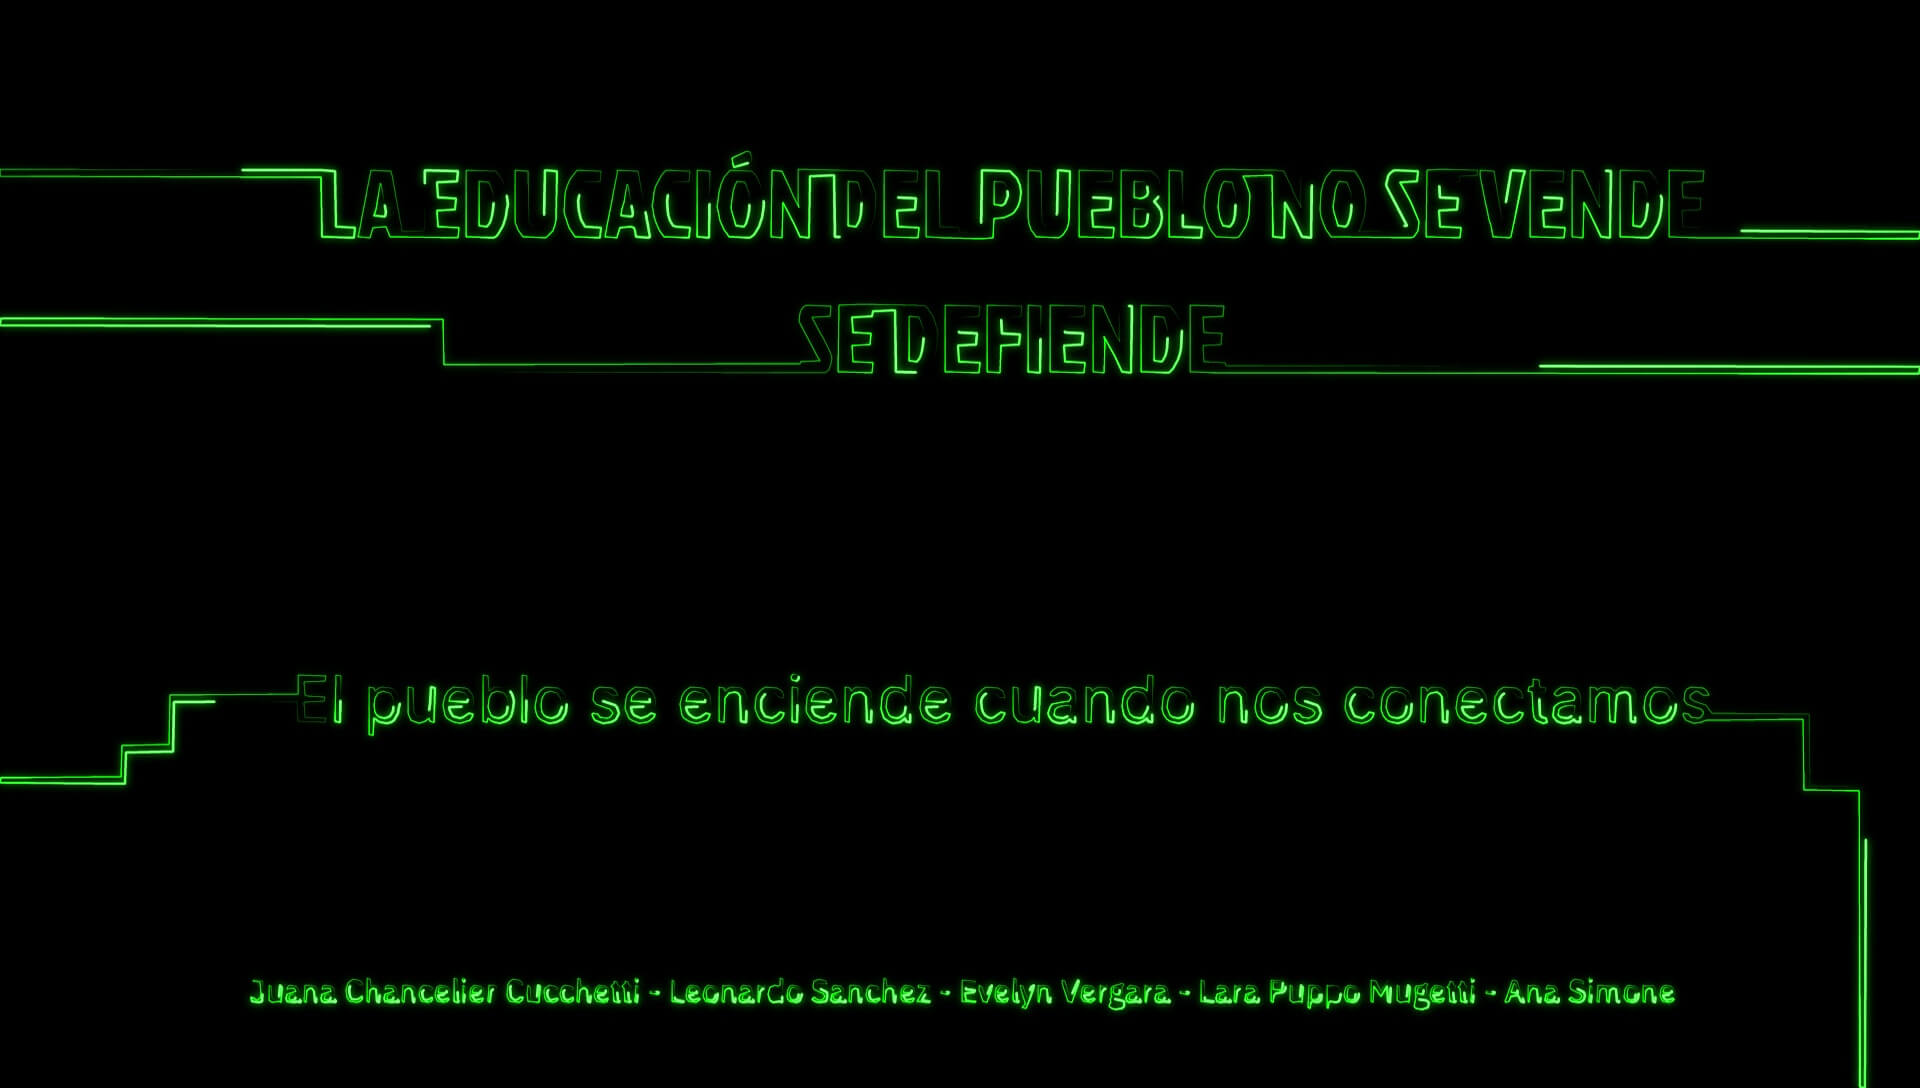 LA EDUCACIÓN DEL PUEBLO NO SE VENDE
SE DEFIENDE
El pueblo se enciende cuando nos conectamos
Juana Chancelier Cucchetti - Leonardo Sanchez - Evelyn Vergara - Lara Puppo Mugetti - Ana Simone